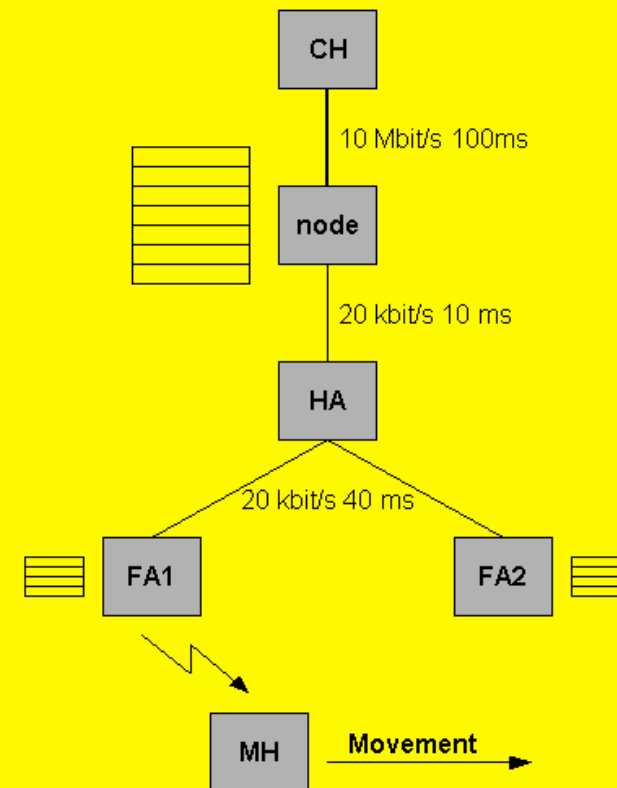 CH
10 Mbit/s 100ms
node
20 kbit/s 10 ms
HA
20 kbit/s 40 ms
FA1
FA2
MH
Movement